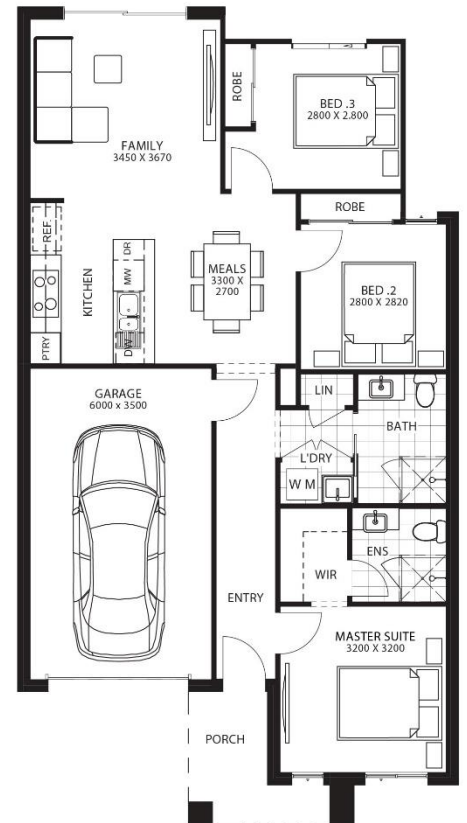 ROBE
BED .3
2800 X 2.800
FAMILY
3450 X 3670
ROBE
REF.
KITCHEN
DR
MW
DW
MEALS
3300 X
2700
BED .2
2800 X 2820
PTRY
GARAGE
6000 x 3500
LIN
BATH
L'DRY
W M
ENS
WIR
ENTRY
MASTER SUITE
3200 X 3200
PORCH